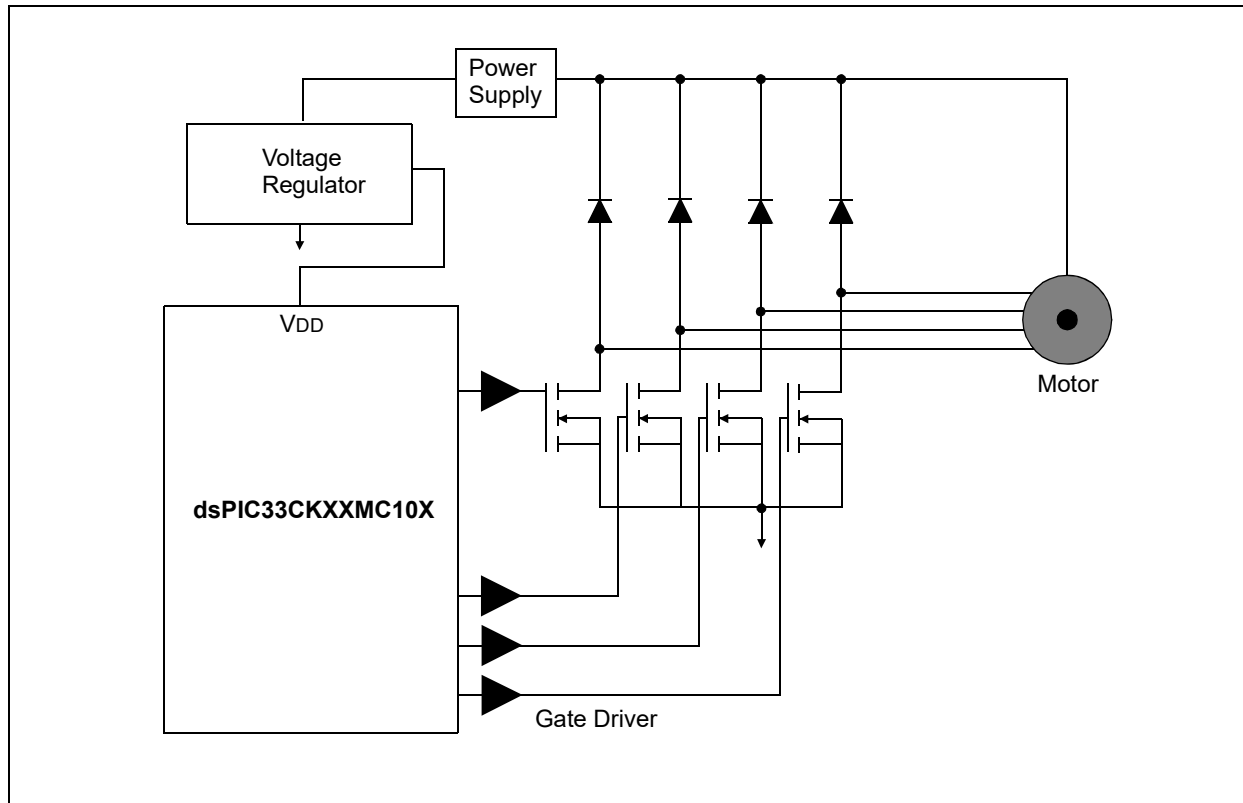 Power
Supply
Voltage
Regulator
VDD
Motor
dsPIC33CKXXMC10X
Gate Driver